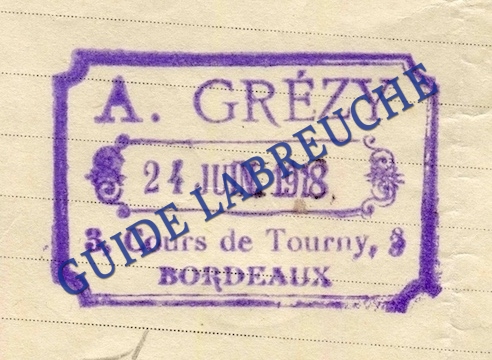 A. GRÉZY
24 JUIN 1918
3, Cours de Tourny, 3
BORDEAUX
GUIDE LABREUCHE